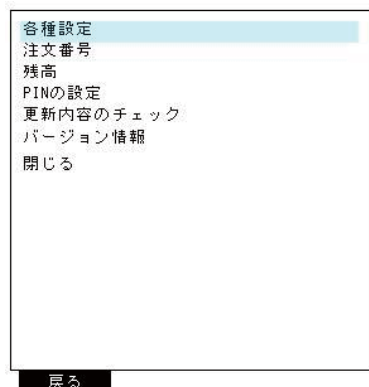 各種設定
注文番号
残高
PINの設定
更新内容のチェック
バージョン情報
閉じる
戻る